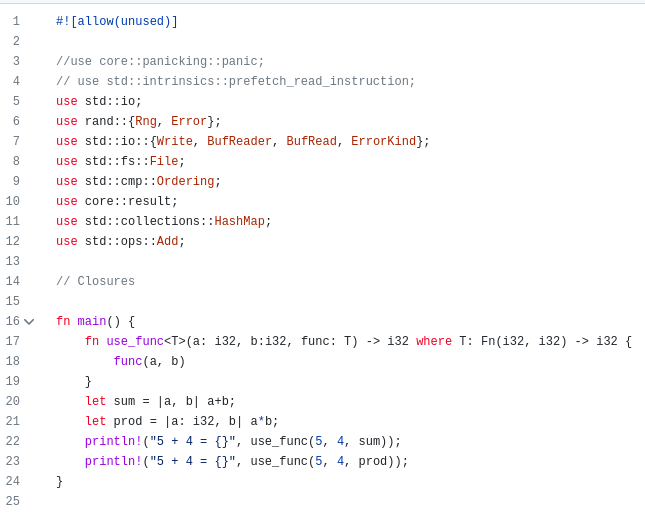 1 #![allow(unused)]
2
3 //use core::panicking::panic;
4 // use std::intrinsics::prefetch_read_instruction;
5 use std::io;
6 use rand::{Rng, Error};
7 use std::io::{Write, BufReader, BufRead, ErrorKind};
8 use std::fs::File;
9 use std::cmp::Ordering;
10 use core::result;
11 use std::collections::HashMap;
12 use std::ops::Add;
13
14 // Closures
15
16 fn main() {
17     fn use_func<T>(a: i32, b:i32, func: T) -> i32 where T: Fn(i32, i32) -> i32 {
18         func(a, b)
19     }
20     let sum = |a, b| a+b;
21     let prod = |a: i32, b| a*b;
22     println!("5 + 4 = {}", use_func(5, 4, sum));
23     println!("5 + 4 = {}", use_func(5, 4, prod));
24 }
25